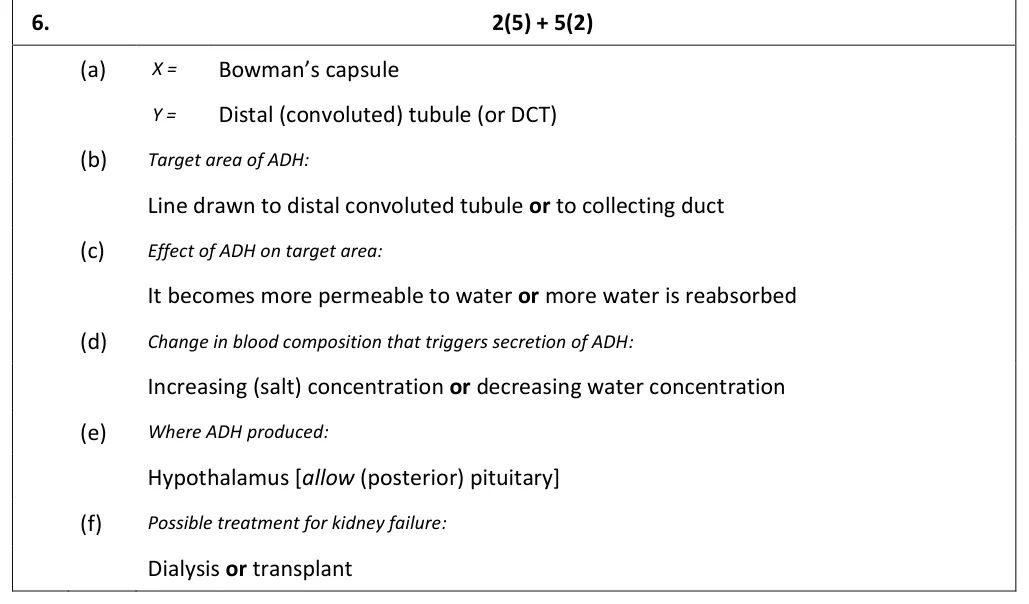 6. 2(5) + 5(2)
(a) X = Bowman’s capsule
Y = Distal (convoluted) tubule (or DCT)
(b) Target area of ADH:
Line drawn to distal convoluted tubule or to collecting duct
(c) Effect of ADH on target area:
It becomes more permeable to water or more water is reabsorbed
(d) Change in blood composition that triggers secretion of ADH:
Increasing (salt) concentration or decreasing water concentration
(e) Where ADH produced:
Hypothalamus [allow (posterior) pituitary]
(f) Possible treatment for kidney failure:
Dialysis or transplant